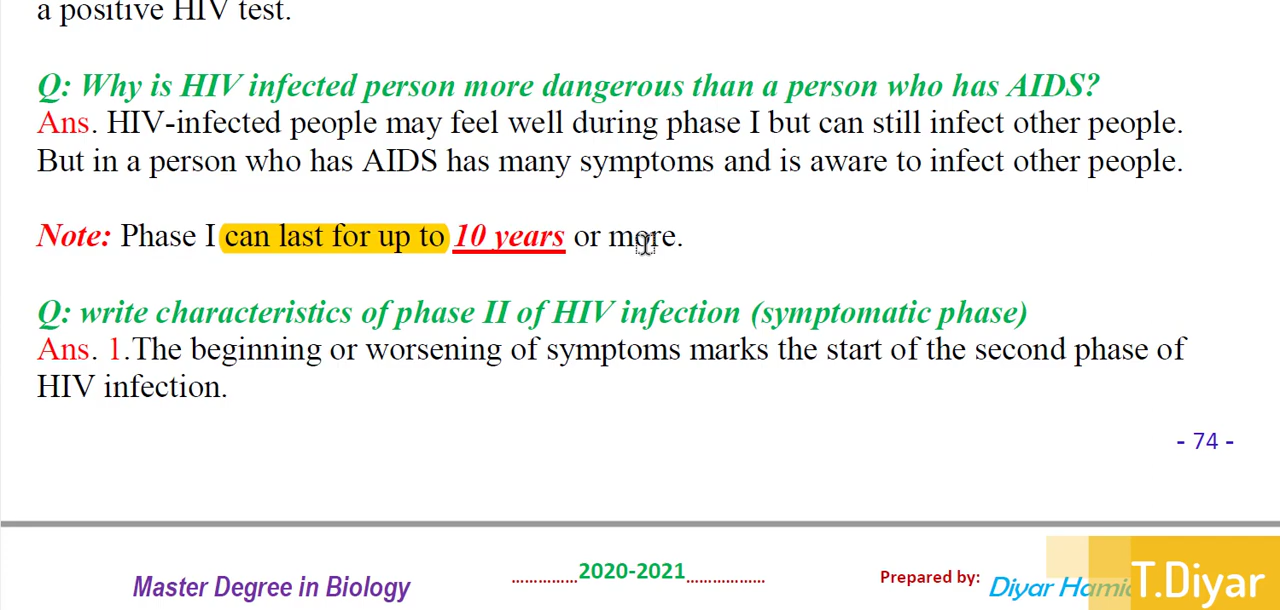 a positive HIV test.
Q: Why is HIV infected person more dangerous than a person who has AIDS?
Ans. HIV-infected people may feel well during phase I but can still infect other people.
But in a person who has AIDS has many symptoms and is aware to infect other people.
Note: Phase I can last for up to 10 years or more.
Q: write characteristics of phase II of HIV infection (symptomatic phase)
Ans. 1.The beginning or worsening of symptoms marks the start of the second phase of
HIV infection.
- 74 -
Master Degree in Biology ……………2020-2021……………… Prepared by: Diyar
T.Diyar